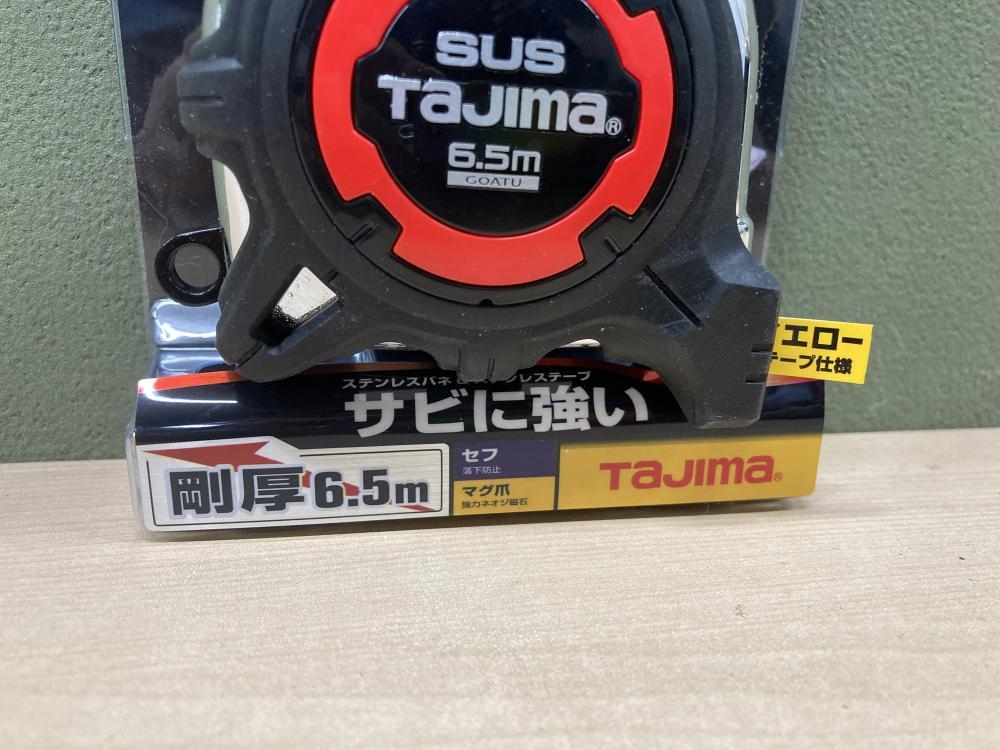 SUS
TaJIma®
6.5m
GOATU
エロー
テープ仕様
ステンレスバネ & ステンレステープ
サビに強い
剛厚 6.5m
セフ
落下防止
マグ爪
強力ネオジ磁石
TaJIma®